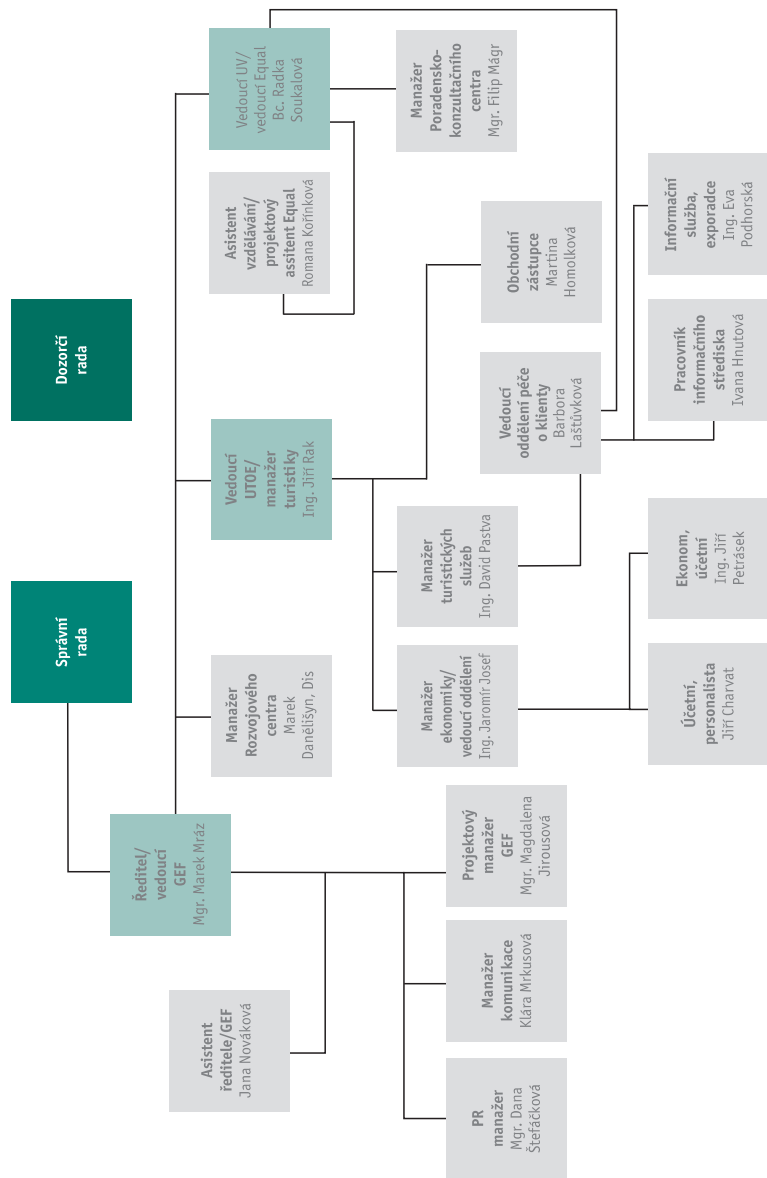 Správní
rada
Dozorčí
rada
Ředitel/
vedoucí
GEF
Mgr. Marek Mráz
Asistent
ředitele/GEF
Jana Nováková
PR
manažer
Mgr. Dana
Štefáčková
Manažer
komunikace
Klára Mrkusová
Projektový
manažer
GEF
Mgr. Magdalena
Jirousová
Manažer
Rozvojového
centra
Marek
Danělišyn, Dis
Vedoucí
UTOE/
manažer
turistiky
Ing. Jiří Rak
Asistent
vzdělávání/
projektový
assitent Equal
Romana Kořínková
Vedoucí UV/
vedoucí Equal
Bc. Radka
Soukalová
Manažer
ekonomiky/
vedoucí oddělení
Ing. Jaromír Josef
Manažer
turistických
služeb
Ing. David Pastva
Vedoucí
oddělení péče
o klienty
Barbora
Laštůvková
Obchodní
zástupce
Martina
Homolková
Manažer
Poradensko-
konzultačního
centra
Mgr. Filip Mágr
Účetní,
personalista
Jiří Charvat
Ekonom,
účetní
Ing. Jiří
Petrásek
Pracovník
informačního
střediska
Ivana Hnutová
Informační
služba,
exporadce
Ing. Eva
Podhorská